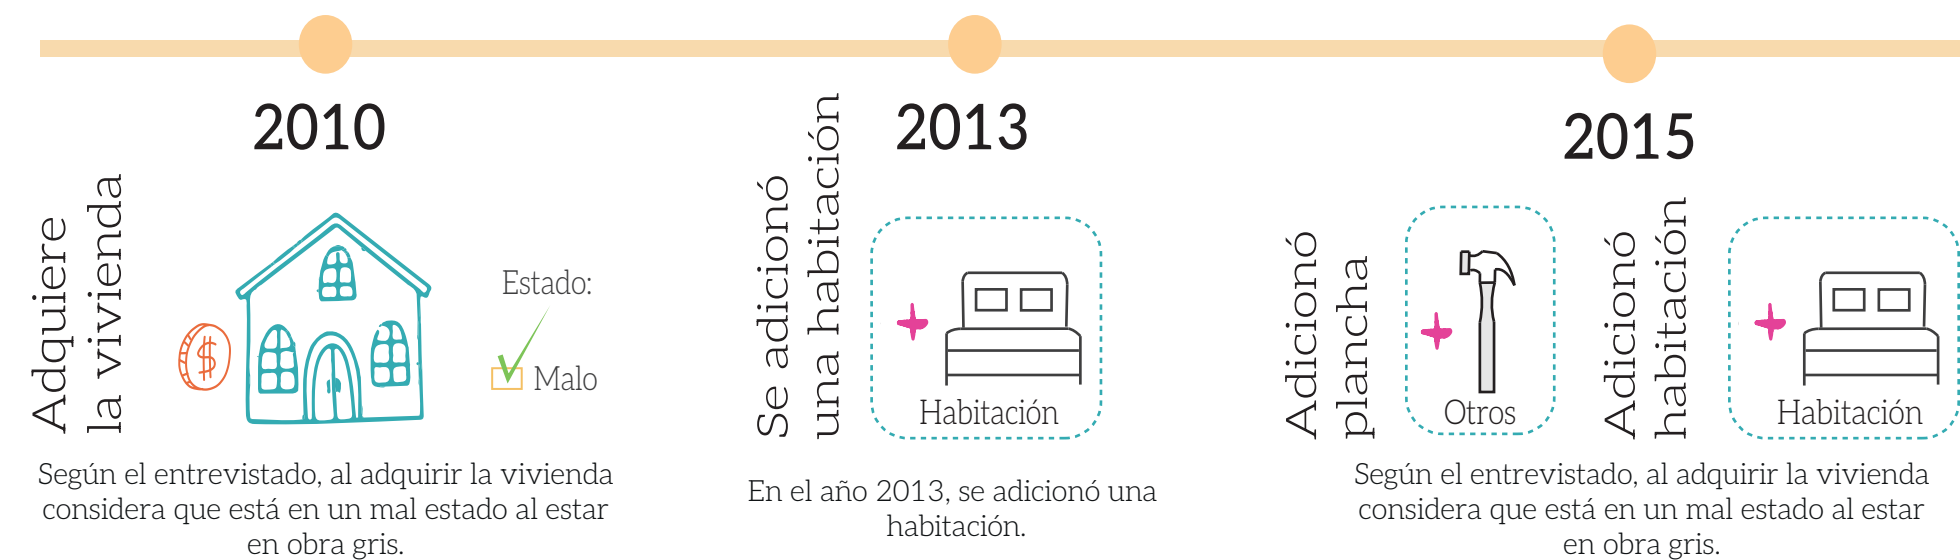 2010
Adquiere
la vivienda
$
Estado:
Malo
Según el entrevistado, al adquirir la vivienda
considera que está en un mal estado al estar
en obra gris.
2013
Se adicionó
una habitación
Habitación
En el año 2013, se adicionó una
habitación.
2015
Adicionó
plancha
Otros
Adicionó
habitación
Habitación
Según el entrevistado, al adquirir la vivienda
considera que está en un mal estado al estar
en obra gris.